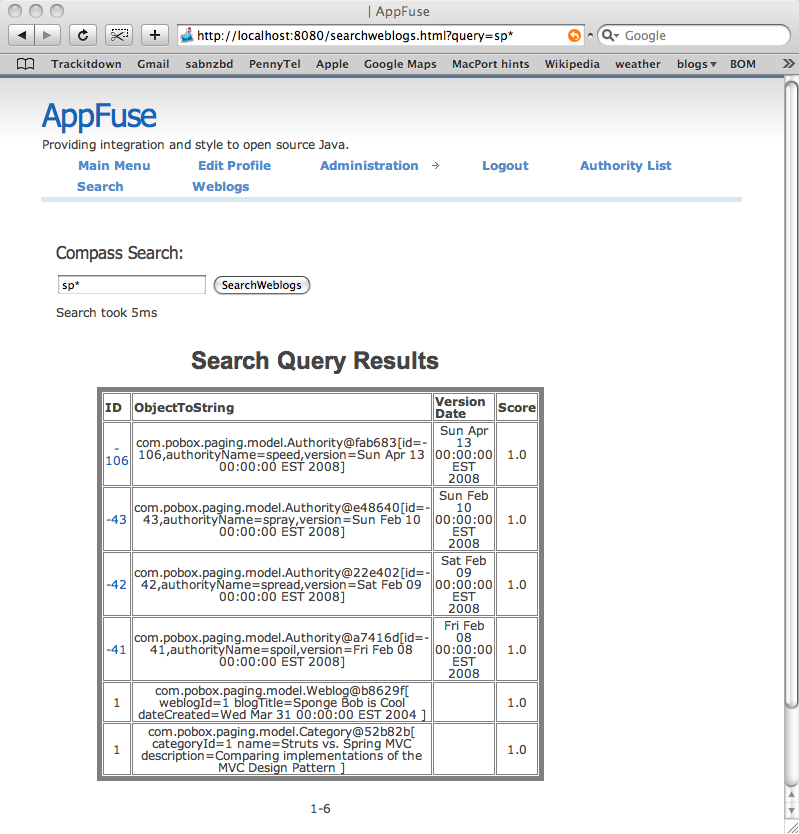 | AppFuse
http://localhost:8080/searchweblogs.html?query=sp*
Google
Trackitdown Gmail sabnzbd PennyTel Apple Google Maps MacPort hints Wikipedia weather blogs▾ BOM »
AppFuse
Providing integration and style to open source Java.
Main Menu Edit Profile Administration → Logout Authority List
Search Weblogs
Compass Search:
sp* SearchWeblogs
Search took 5ms
Search Query Results
ID ObjectToString Version Date Score
-
106
com.pobox.paging.model.Authority@fab683[id=-
106,authorityName=speed,version=Sun Apr 13
00:00:00 EST 2008]
Sun Apr
13
00:00:00
EST
2008
1.0
-43
com.pobox.paging.model.Authority@e48640[id=-
43,authorityName=spray,version=Sun Feb 10
00:00:00 EST 2008]
Sun Feb
10
00:00:00
EST
2008
1.0
-42
com.pobox.paging.model.Authority@22e402[id=-
42,authorityName=spread,version=Sat Feb 09
00:00:00 EST 2008]
Sat Feb
09
00:00:00
EST
2008
1.0
-41
com.pobox.paging.model.Authority@a7416d[id=-
41,authorityName=spoil,version=Fri Feb 08
00:00:00 EST 2008]
Fri Feb
08
00:00:00
EST
2008
1.0
1
com.pobox.paging.model.Weblog@b8629f[
weblogId=1 blogTitle=Sponge Bob is Cool
dateCreated=Wed Mar 31 00:00:00 EST 2004 ]
1.0
1
com.pobox.paging.model.Category@52b82b[
categoryId=1 name=Struts vs. Spring MVC
description=Comparing implementations of the
MVC Design Pattern ]
1.0
1-6